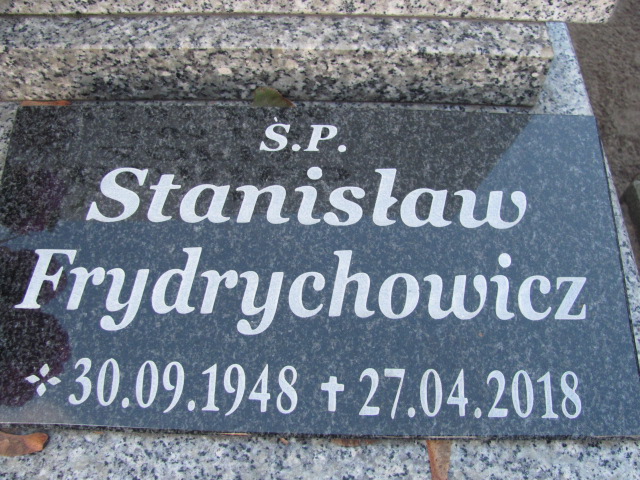 Ś.P.
Stanisław
Frydrychowicz
30.09.1948 ✝ 27.04.2018